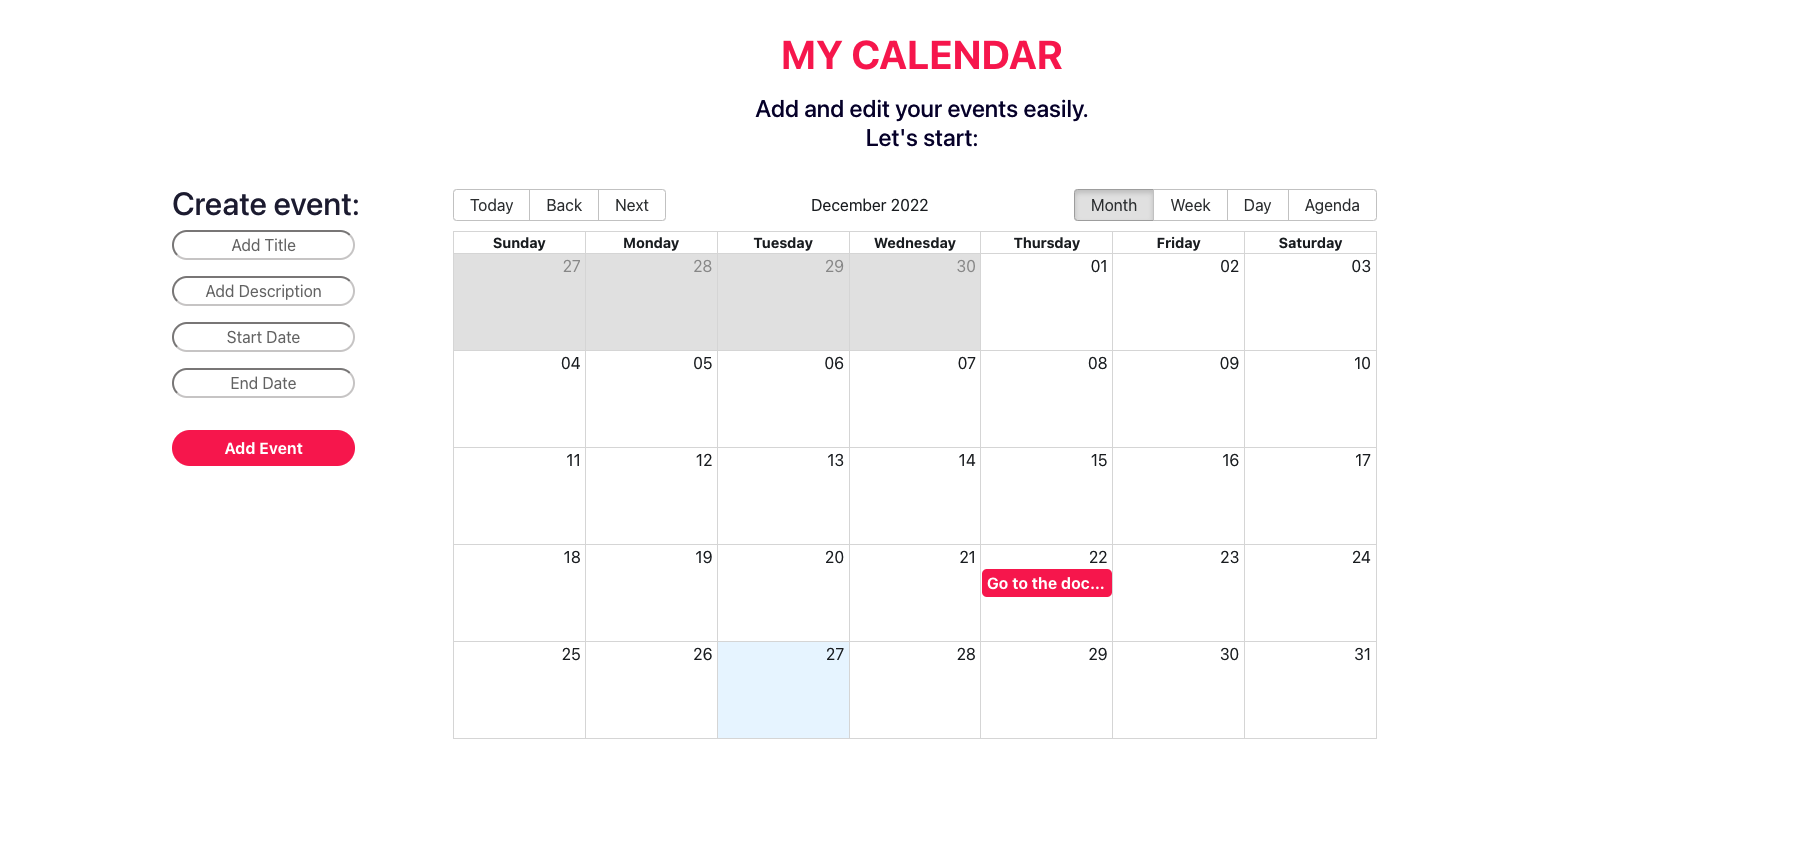 MY CALENDAR
Add and edit your events easily.
Let's start:
Create event:
Add Title
Add Description
Start Date
End Date
Add Event
Today Back Next December 2022 Month Week Day Agenda
Sunday Monday Tuesday Wednesday Thursday Friday Saturday
27 28 29 30 01 02 03
04 05 06 07 08 09 10
11 12 13 14 15 16 17
18 19 20 21 22 23 24
Go to the doc...
25 26 27 28 29 30 31